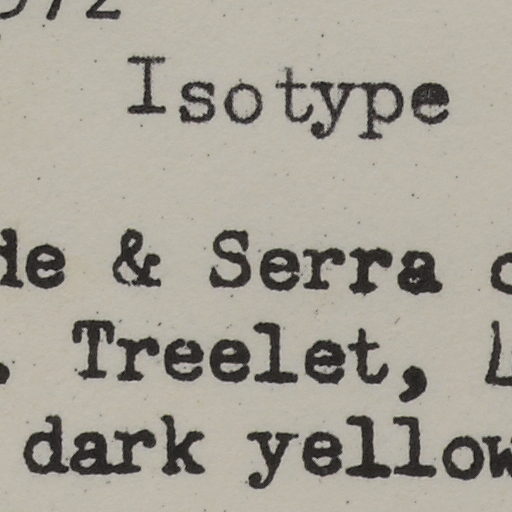 Isotype
de & Serra
. Treelet,
dark yellow